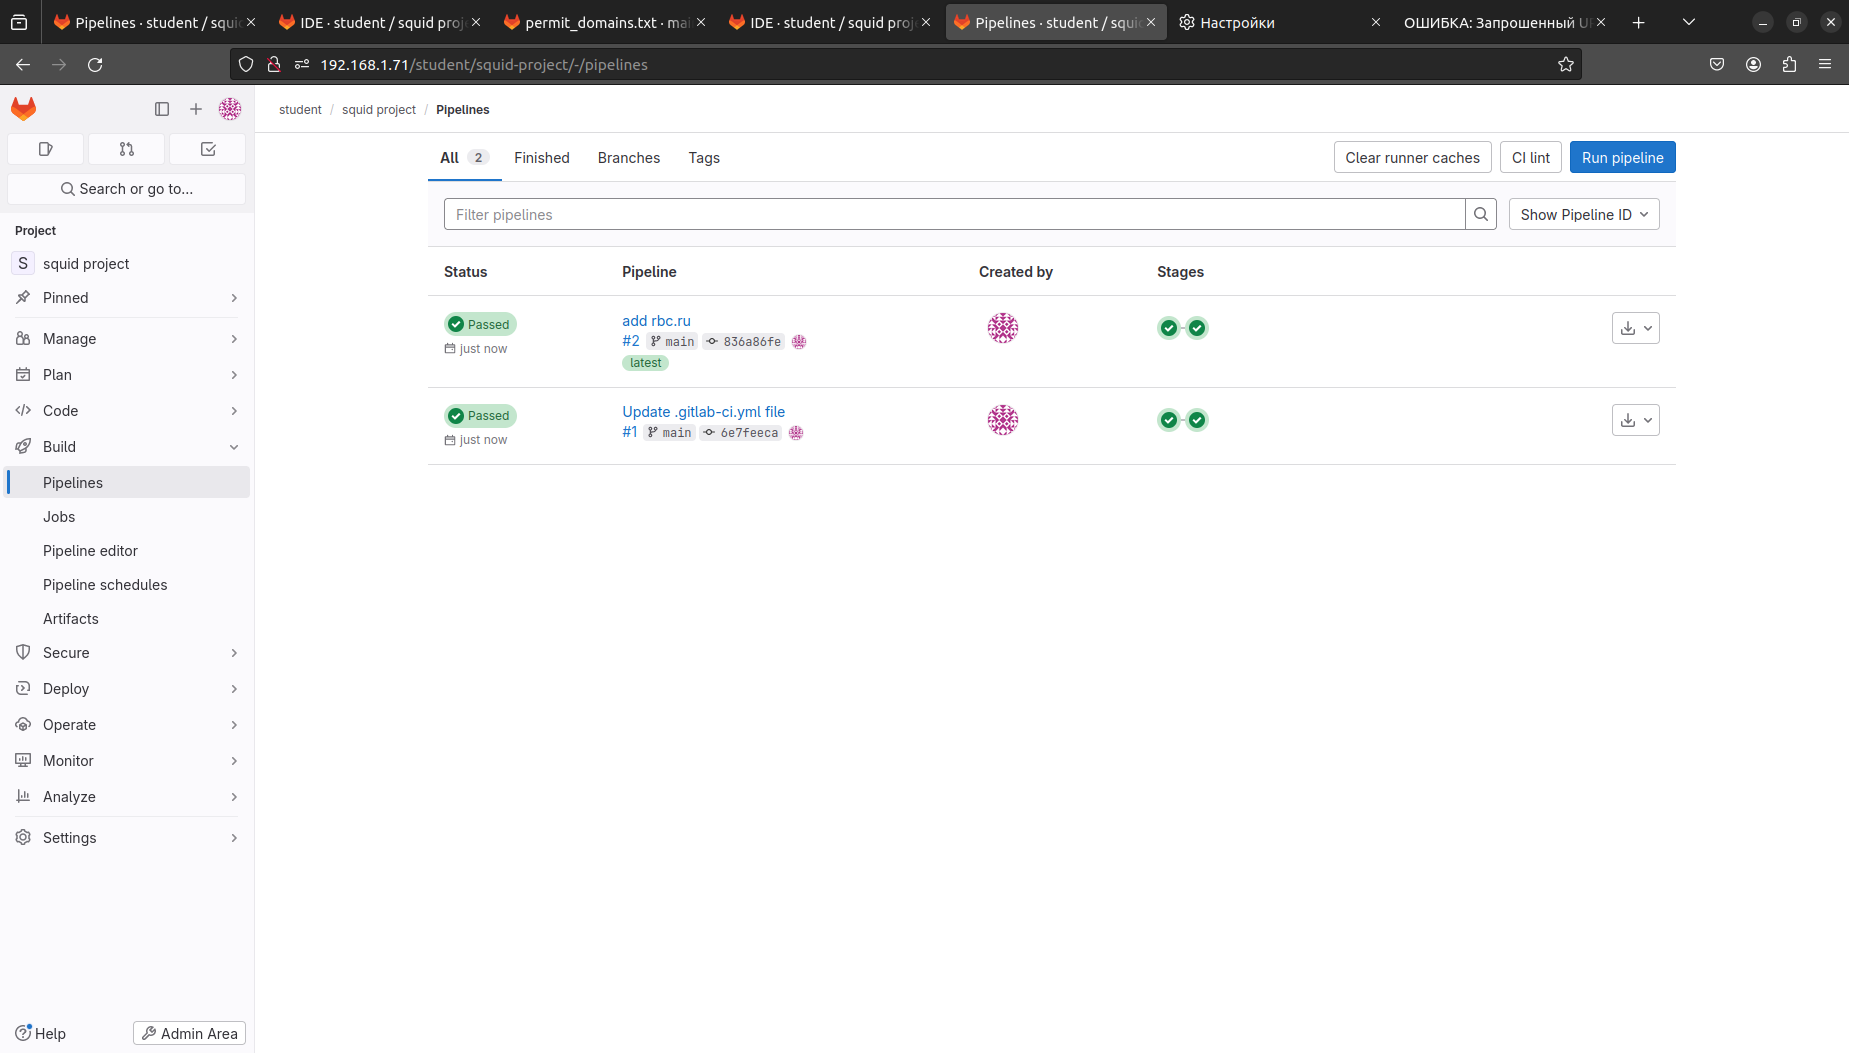 Pipelines · student / squi
IDE · student / squid proj
permit_domains.txt · mai
IDE · student / squid proj
Pipelines · student / squi
Настройки
ОШИБКА: Запрошенный UR
192.168.1.71/student/squid-project/-/pipelines
Search or go to...
Project
S squid project
Pinned
Manage
Plan
Code
Build
Pipelines
Jobs
Pipeline editor
Pipeline schedules
Artifacts
Secure
Deploy
Operate
Monitor
Analyze
Settings
Help
Admin Area
student / squid project / Pipelines
All 2 Finished Branches Tags
Clear runner caches CI lint Run pipeline
Filter pipelines
Show Pipeline ID
Status Pipeline Created by Stages
Passed
just now
add rbc.ru
#2 main 836a86fe
latest
Passed
just now
Update .gitlab-ci.yml file
#1 main 6e7feeca